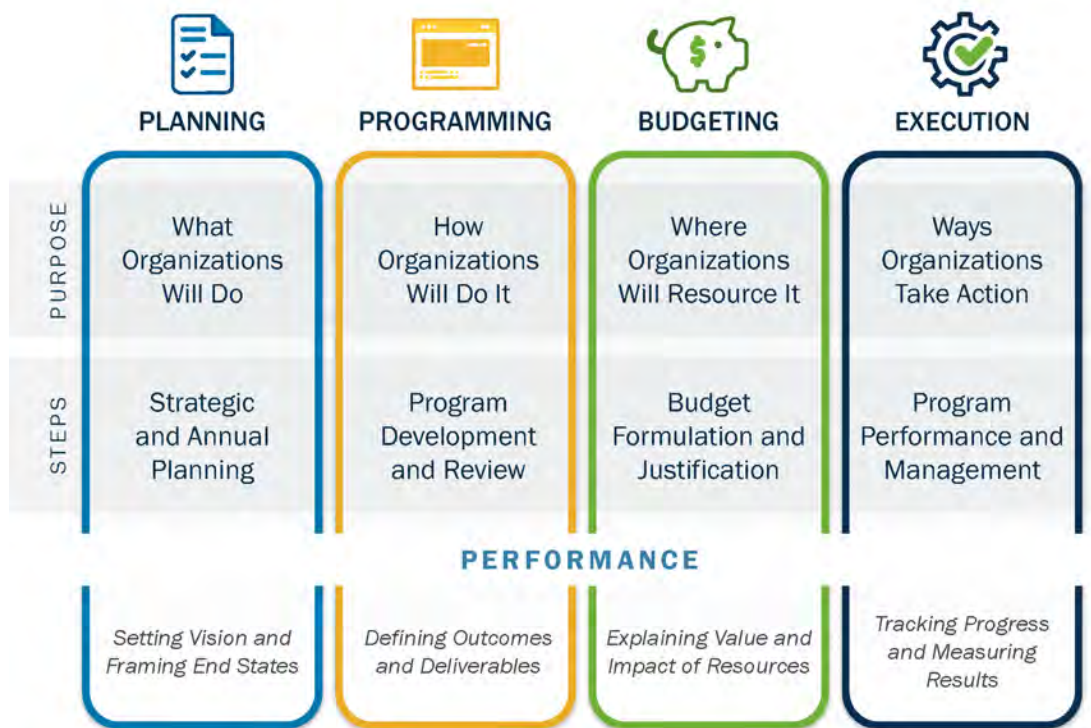 PLANNING
PROGRAMMING
BUDGETING
EXECUTION
PURPOSE
What
Organizations
Will Do
How
Organizations
Will Do It
Where
Organizations
Will Resource It
Ways
Organizations
Take Action
STEPS
Strategic
and Annual
Planning
Program
Development
and Review
Budget
Formulation and
Justification
Program
Performance and
Management
PERFORMANCE
Setting Vision and
Framing End States
Defining Outcomes
and Deliverables
Explaining Value and
Impact of Resources
Tracking Progress
and Measuring
Results